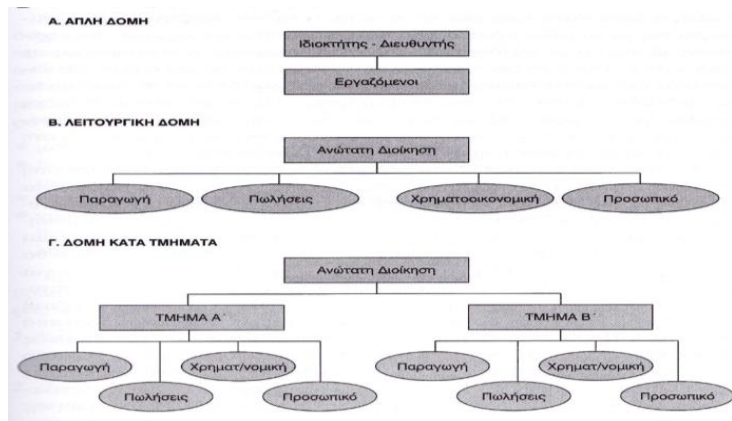 Α. ΑΠΛΗ ΔΟΜΗ
Ιδιοκτήτης - Διευθυντής
Εργαζόμενοι
Β. ΛΕΙΤΟΥΡΓΙΚΗ ΔΟΜΗ
Ανώτατη Διοίκηση
Παραγωγή Πωλήσεις Χρηματοοικονομική Προσωπικό
Γ. ΔΟΜΗ ΚΑΤΑ ΤΜΗΜΑΤΑ
Ανώτατη Διοίκηση
ΤΜΗΜΑ Α΄ ΤΜΗΜΑ Β΄
Παραγωγή Χρηματ/νομική Παραγωγή Χρηματ/νομική
Πωλήσεις Προσωπικό Πωλήσεις Προσωπικό